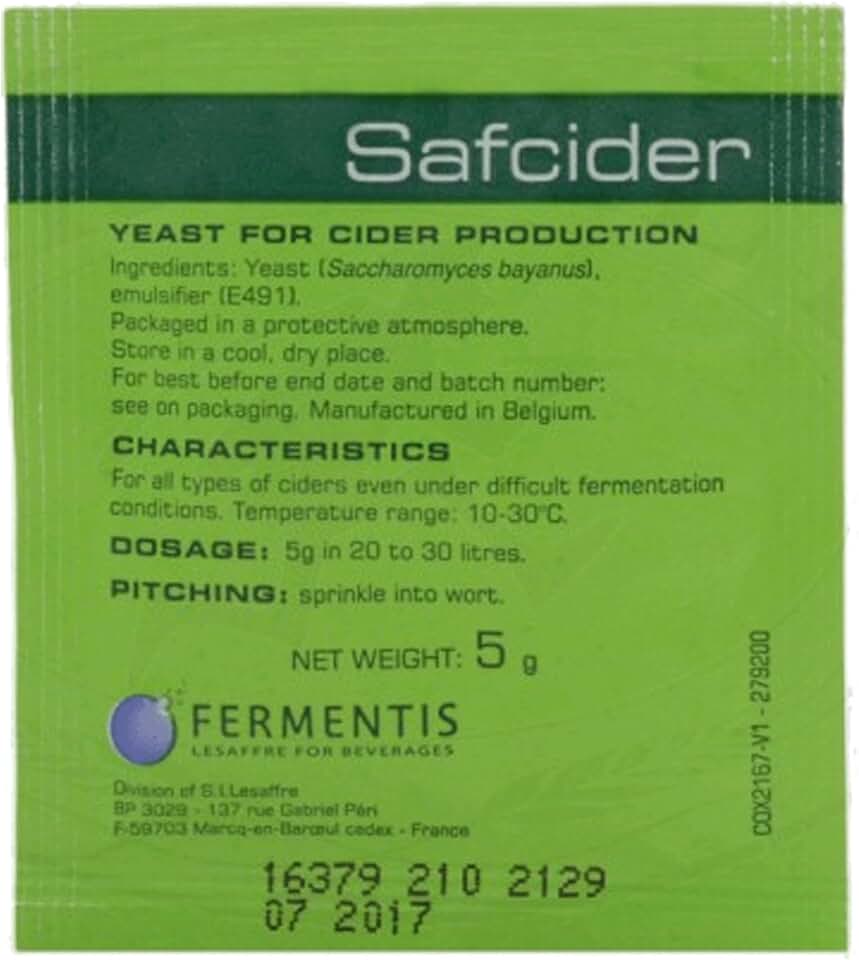 Safcider
YEAST FOR CIDER PRODUCTION
Ingredients: Yeast (Saccharomyces bayanus),
emulsifier (E491).
Packaged in a protective atmosphere.
Store in a cool, dry place.
For best before end date and batch number:
see on packaging. Manufactured in Belgium.
CHARACTERISTICS
For all types of ciders even under difficult fermentation
conditions. Temperature range: 10-30°C.
DOSAGE: 5g in 20 to 30 litres.
PITCHING: sprinkle into wort.
NET WEIGHT: 5 g
FERMENTIS
LESAFFRE FOR BEVERAGES
Division of S.I.Lesaffre
BP 3029 - 137 rue Gabriel Péri
F-59703 Marcq-en-Barœul cedex - France
COX2167-V1 - 279200
16379 210 2129
07 2017